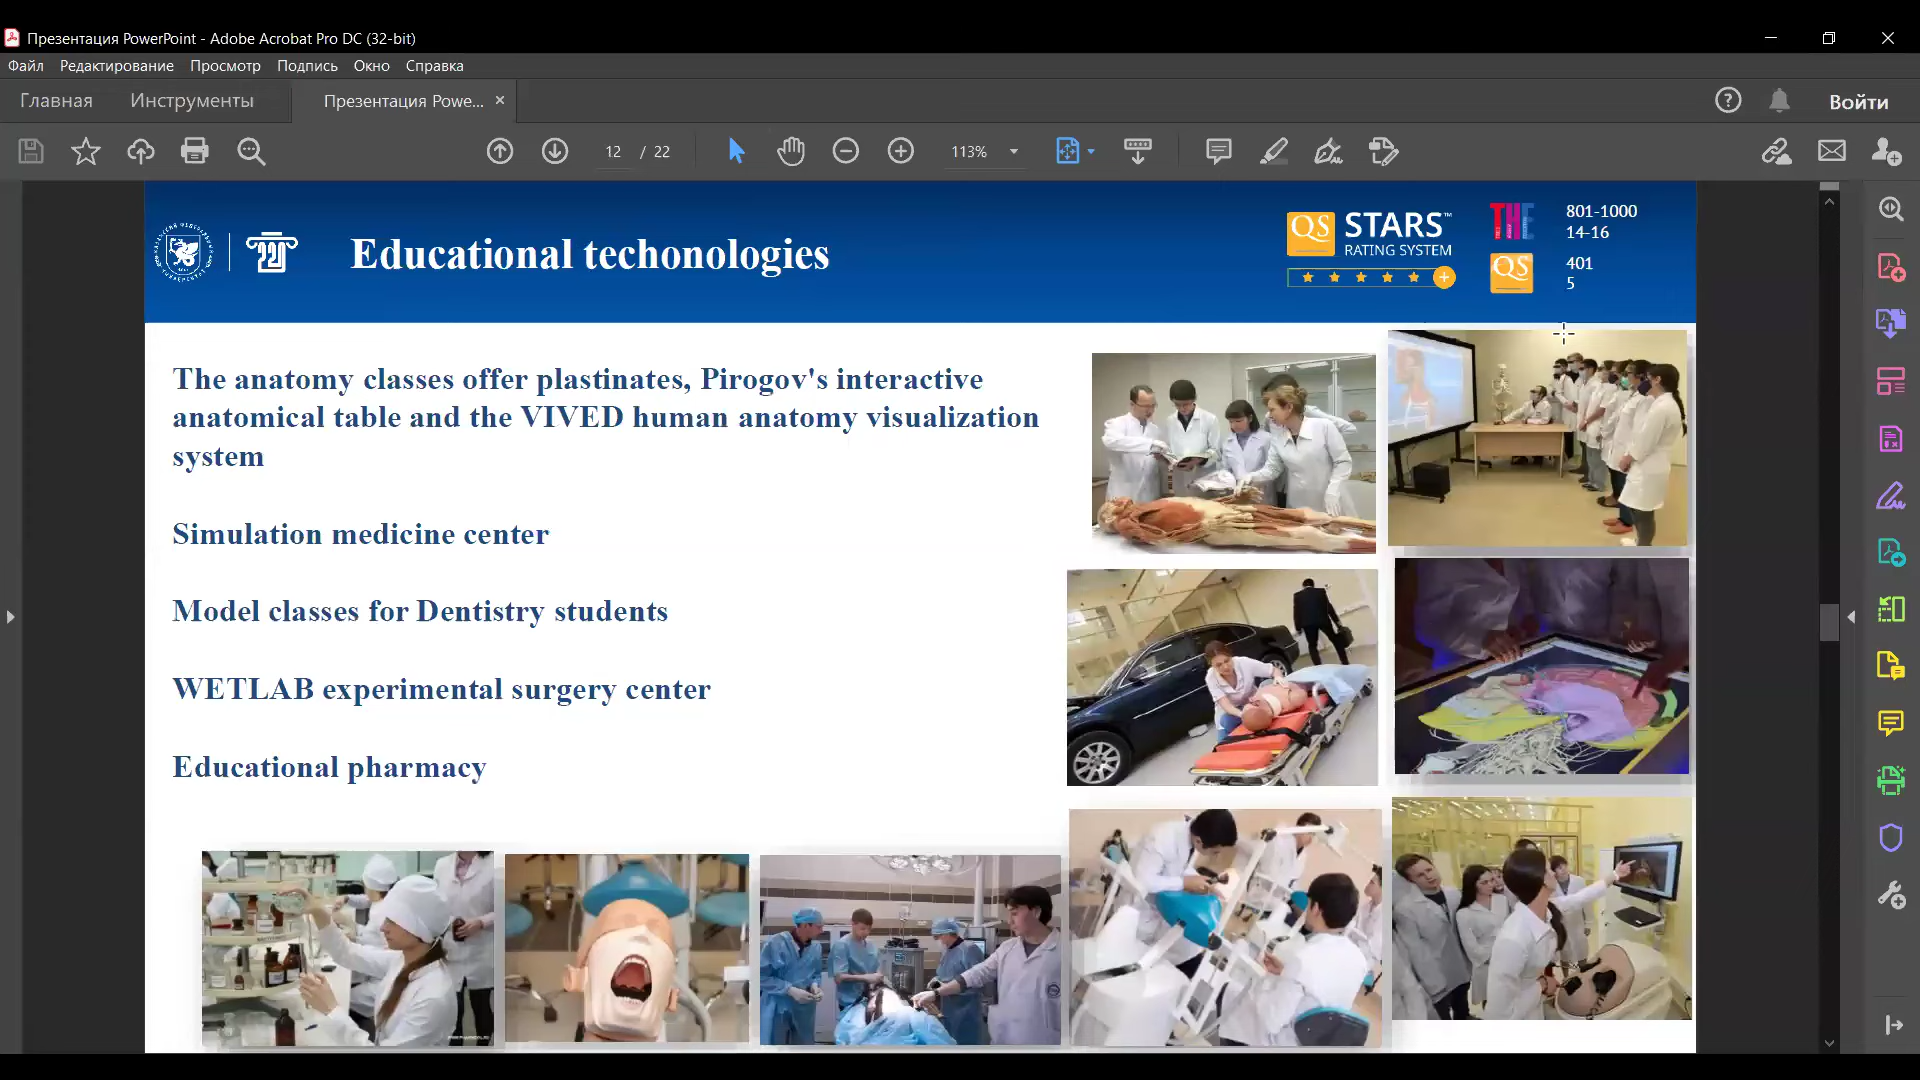 Презентация PowerPoint - Adobe Acrobat Pro DC (32-bit)
Файл Редактирование Просмотр Подпись Окно Справка
Главная Инструменты Презентация Powe... Войти
12 / 22 113%
Educational techonologies
QS STARS™
RATING SYSTEM
THE
801-1000
14-16
QS
401
5
The anatomy classes offer plastinates, Pirogov's interactive
anatomical table and the VIVED human anatomy visualization
system
Simulation medicine center
Model classes for Dentistry students
WETLAB experimental surgery center
Educational pharmacy